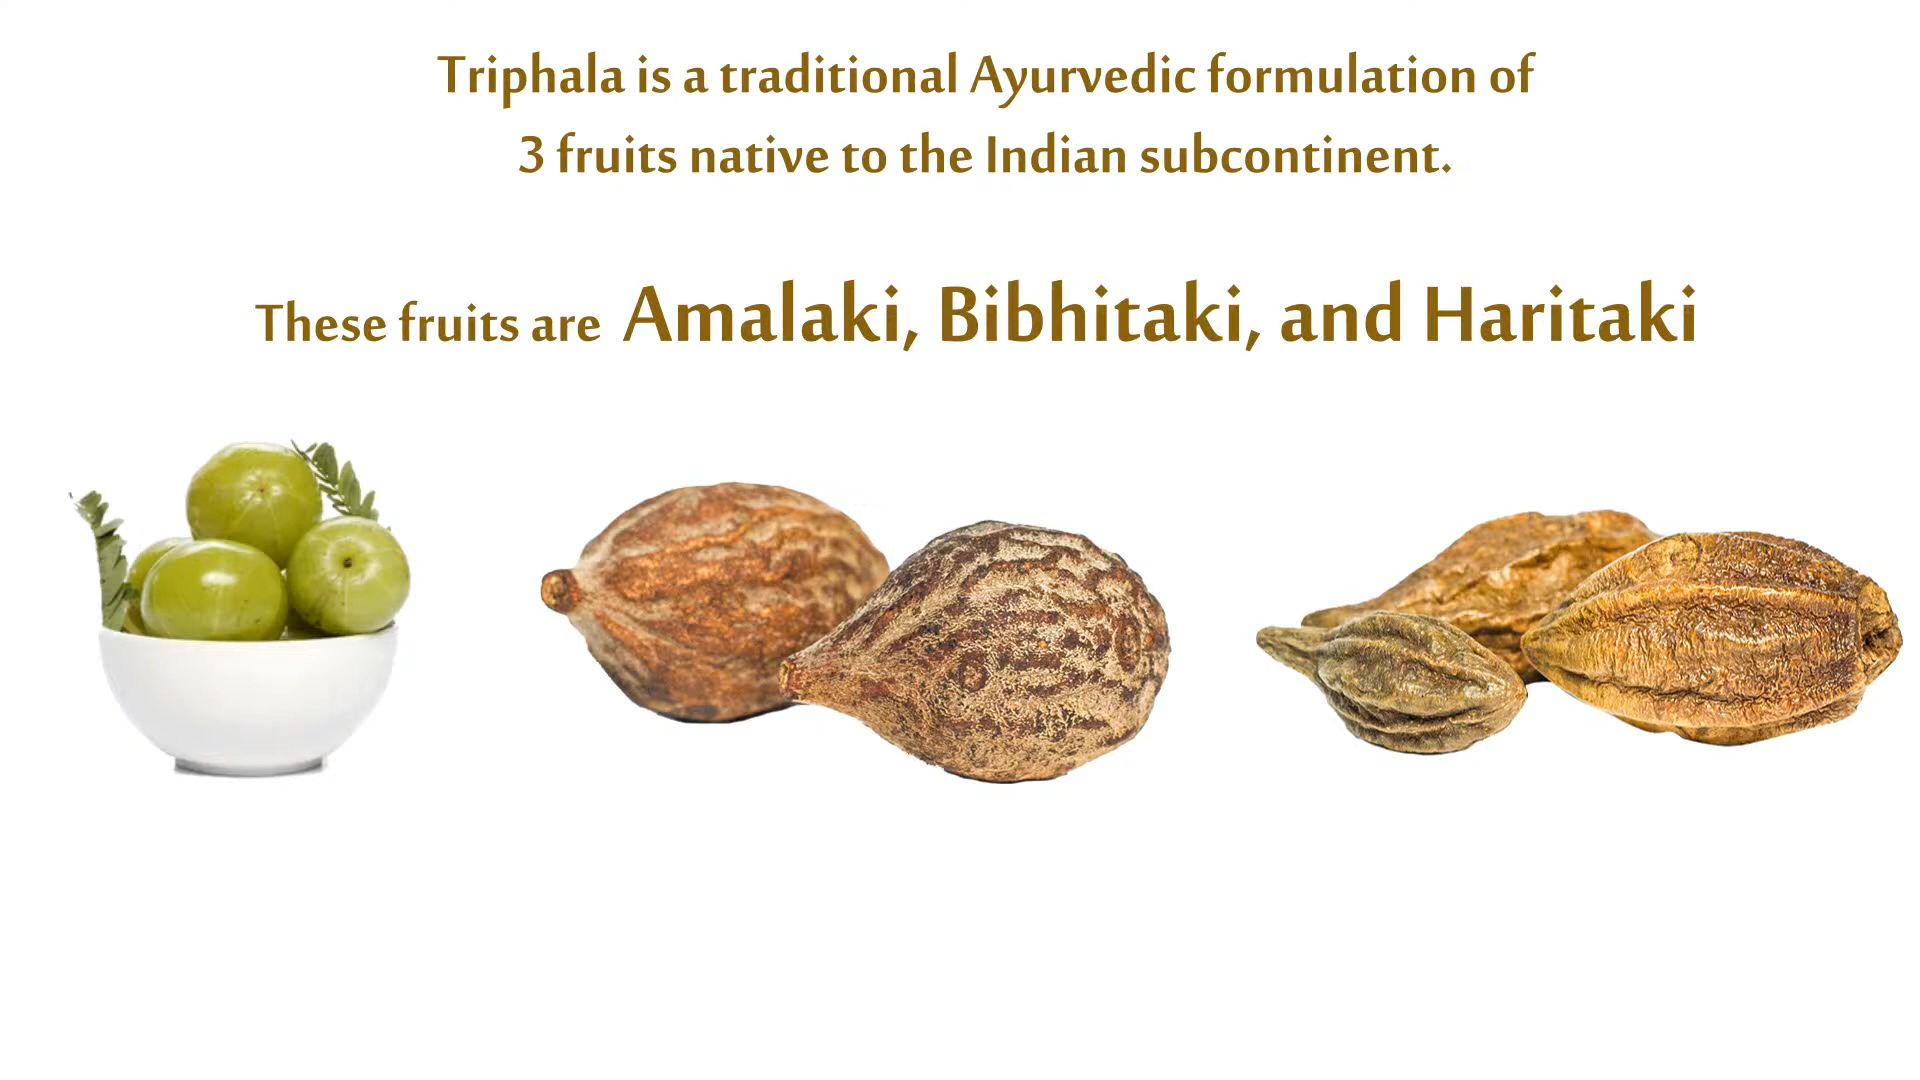 Triphala is a traditional Ayurvedic formulation of
3 fruits native to the Indian subcontinent.
These fruits are Amalaki, Bibhitaki, and Haritaki